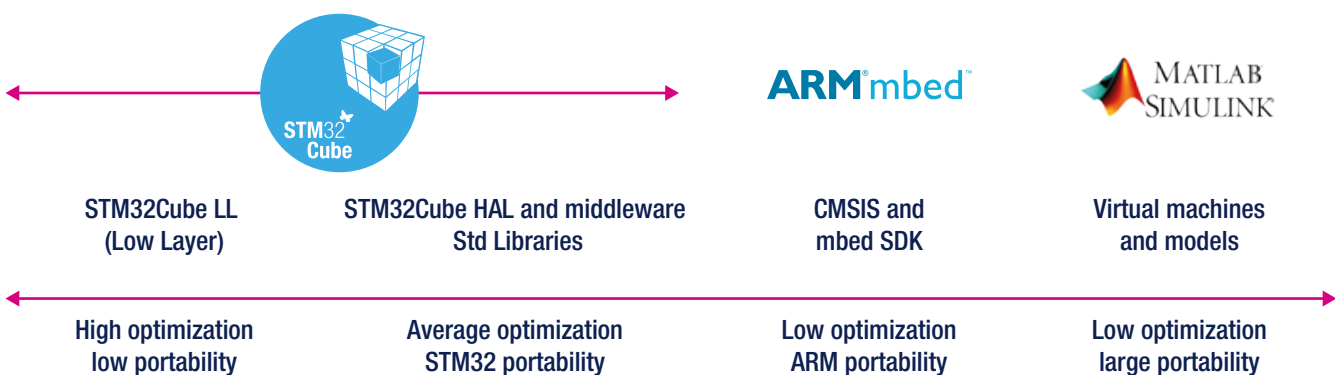 STM32
Cube
ARM® mbed™
MATLAB
SIMULINK®
STM32Cube LL
(Low Layer)
STM32Cube HAL and middleware
Std Libraries
CMSIS and
mbed SDK
Virtual machines
and models
High optimization
low portability
Average optimization
STM32 portability
Low optimization
ARM portability
Low optimization
large portability